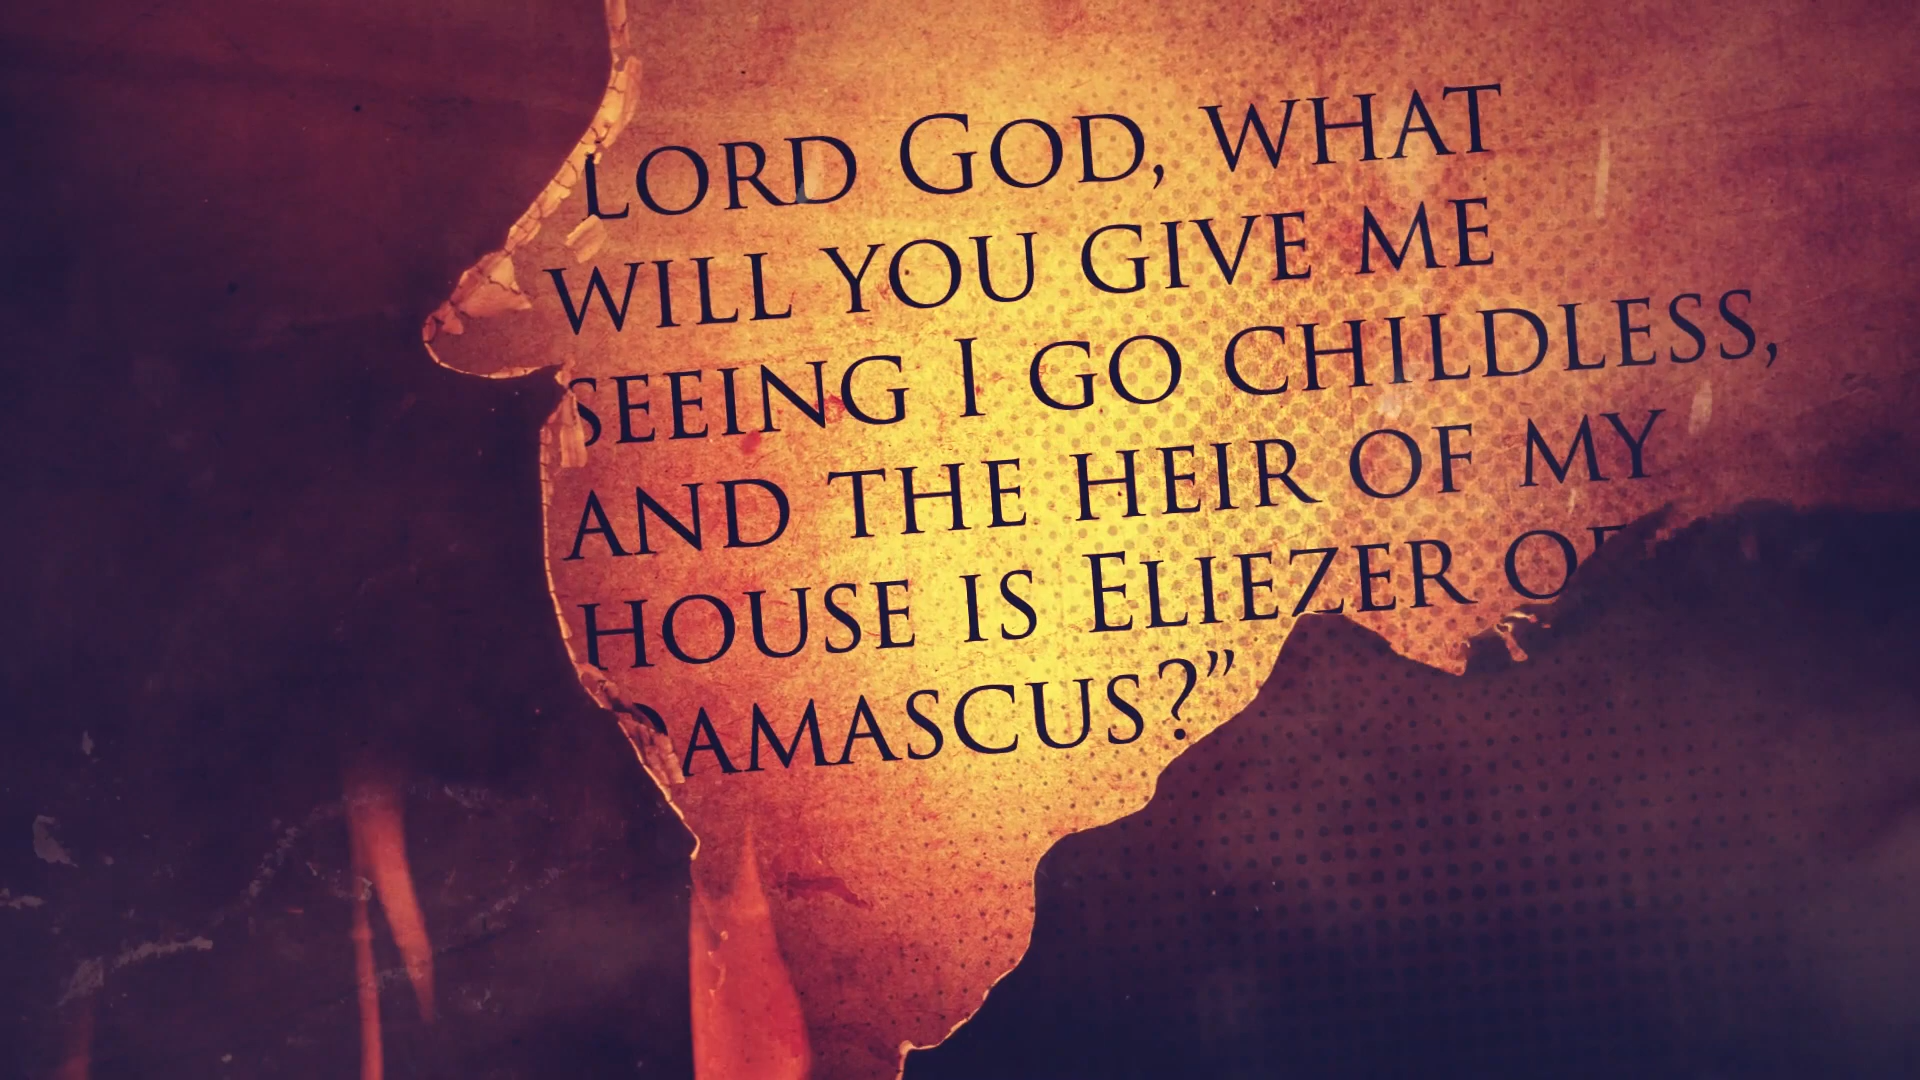 Lord God, what
will you give me
seeing I go childless,
and the heir of my
house is Eliezer of
Damascus?”